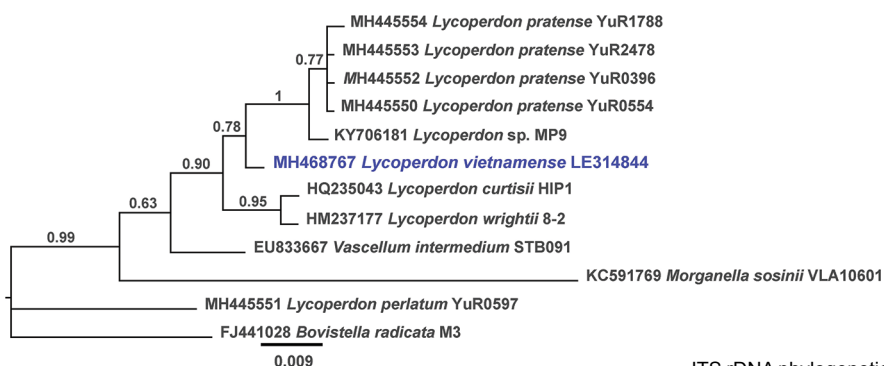 MH445554 Lycoperdon pratense YuR1788
MH445553 Lycoperdon pratense YuR2478
0.77
MH445552 Lycoperdon pratense YuR0396
1
MH445550 Lycoperdon pratense YuR0554
0.78
KY706181 Lycoperdon sp. MP9
0.90
MH468767 Lycoperdon vietnamense LE314844
HQ235043 Lycoperdon curtisii HIP1
0.63
0.95
HM237177 Lycoperdon wrightii 8-2
0.99
EU833667 Vascellum intermedium STB091
KC591769 Morganella sosinii VLA10601
MH445551 Lycoperdon perlatum YuR0597
FJ441028 Bovistella radicata M3
0.009